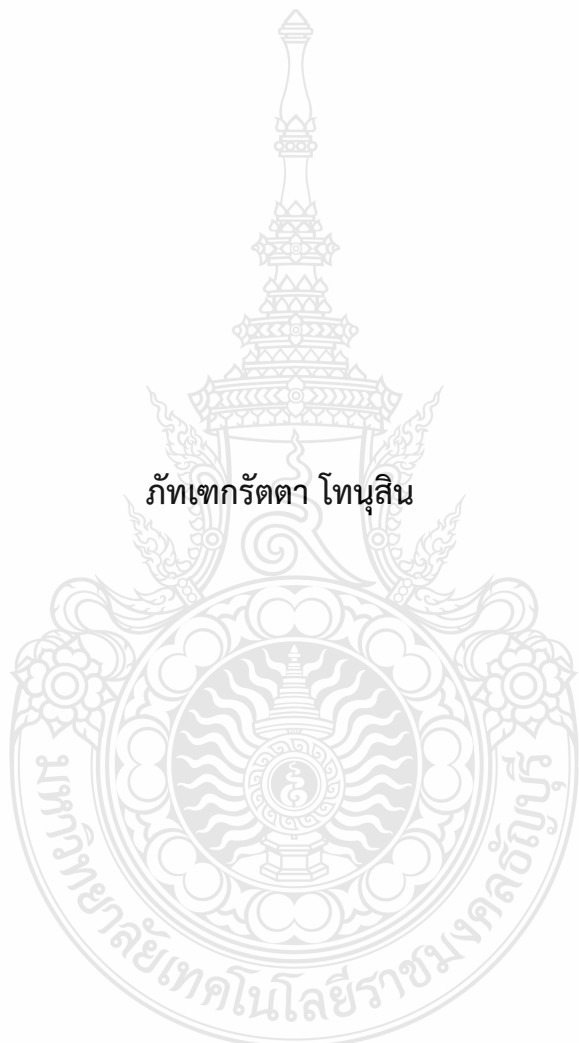 ภัทเฑกรัตตา โทนุสิน
มหาวิทยาลัยเทคโนโลยีราชมงคลธัญบุรี